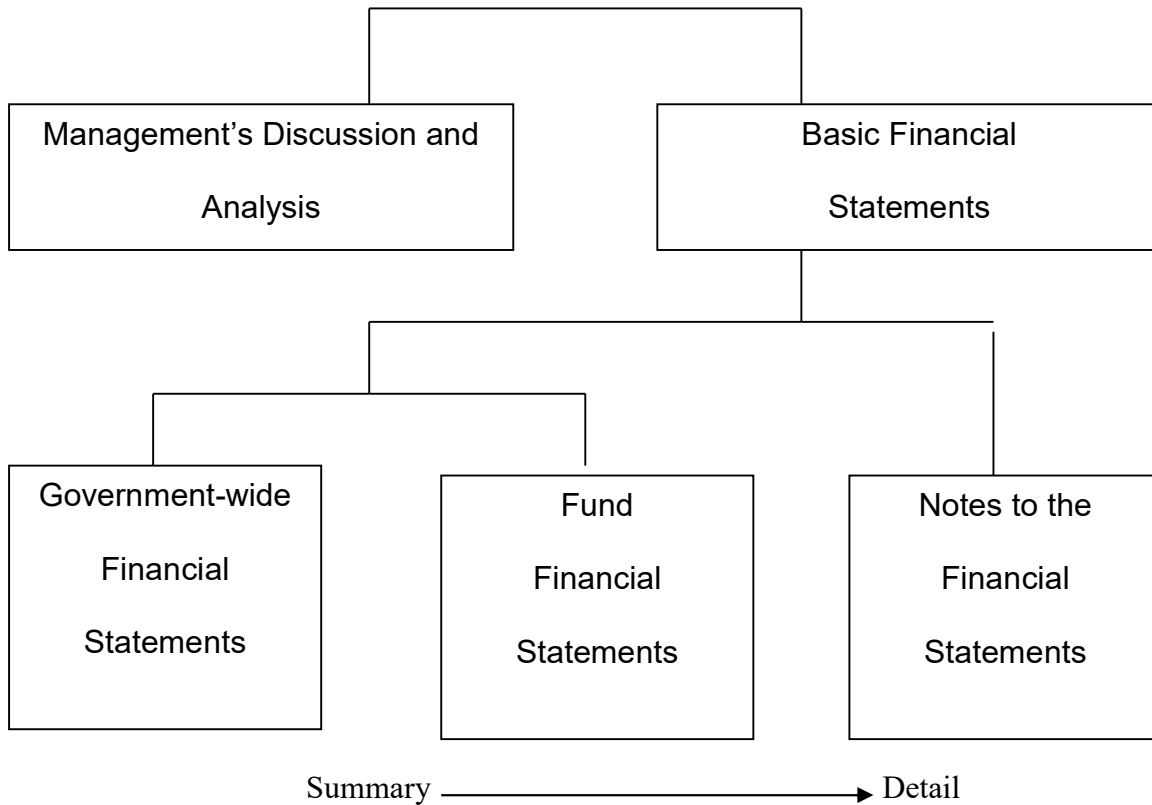 Management’s Discussion and
Analysis
Basic Financial
Statements
Government-wide
Financial
Statements
Fund
Financial
Statements
Notes to the
Financial
Statements
Summary
Detail